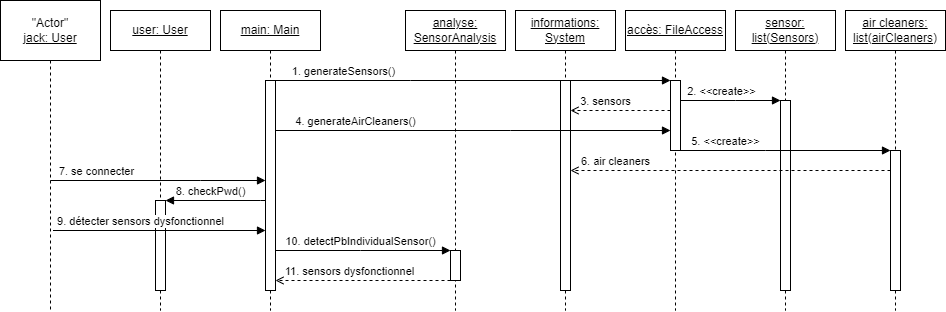 "Actor"
jack: User
user: User
main: Main
analyse:
SensorAnalysis
informations:
System
accès: FileAccess
sensor:
list(Sensors)
air cleaners:
list(airCleaners)
1. generateSensors()
2. <<create>>
3. sensors
4. generateAirCleaners()
5. <<create>>
6. air cleaners
7. se connecter
8. checkPwd()
9. détecter sensors dysfonctionnel
10. detectPbIndividualSensor()
11. sensors dysfonctionnel